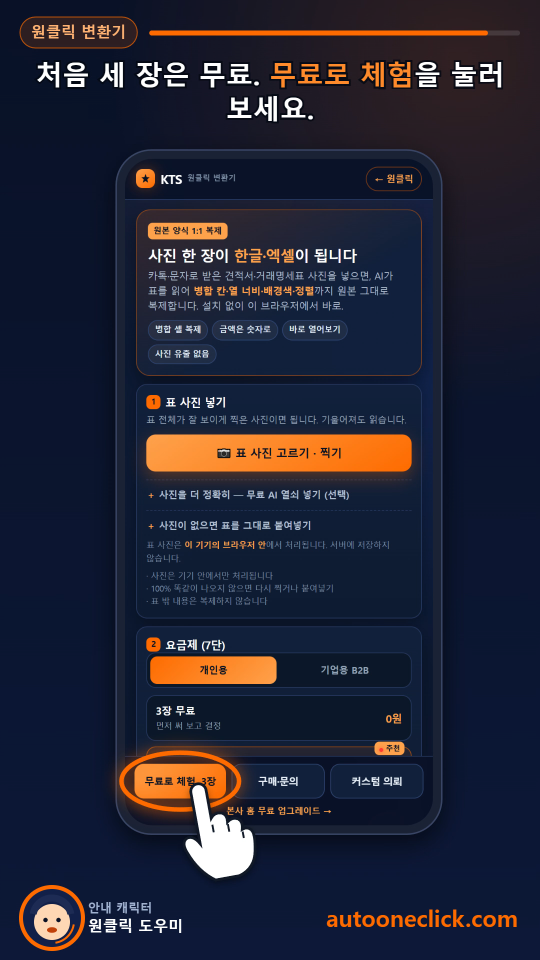 원클릭 변환기
처음 세 장은 무료. 무료로 체험을 눌러
보세요.
KTS 원클릭 변환기
← 원클릭
원본 양식 1:1 복제
사진 한 장이 한글·엑셀이 됩니다
카톡·문자로 받은 견적서·거래명세표 사진을 넣으면, AI가
표를 읽어 병합 칸·열 너비·배경색·정렬까지 원본 그대로
복제합니다. 설치 없이 이 브라우저에서 바로.
병합 셀 복제 금액은 숫자로 바로 열어보기
사진 유출 없음
1 표 사진 넣기
표 전체가 잘 보이게 찍은 사진이면 됩니다. 기울어져도 읽습니다.
표 사진 고르기 · 찍기
+ 사진을 더 정확히 — 무료 AI 열쇠 넣기 (선택)
+ 사진이 없으면 표를 그대로 붙여넣기
표 사진은 이 기기의 브라우저 안에서 처리됩니다. 서버에 저장하지
않습니다.
· 사진은 기기 안에서만 처리됩니다
· 100% 똑같이 나오지 않으면 다시 찍거나 붙여넣기
· 표 밖 내용은 복제하지 않습니다
2 요금제 (7단)
개인용 기업용 B2B
3장 무료
먼저 써 보고 결정
0원
추천
무료로 체험 3장 구매·문의 커스텀 의뢰
본사 홈 무료 업그레이드 →
안내 캐릭터
원클릭 도우미
autooneclick.com